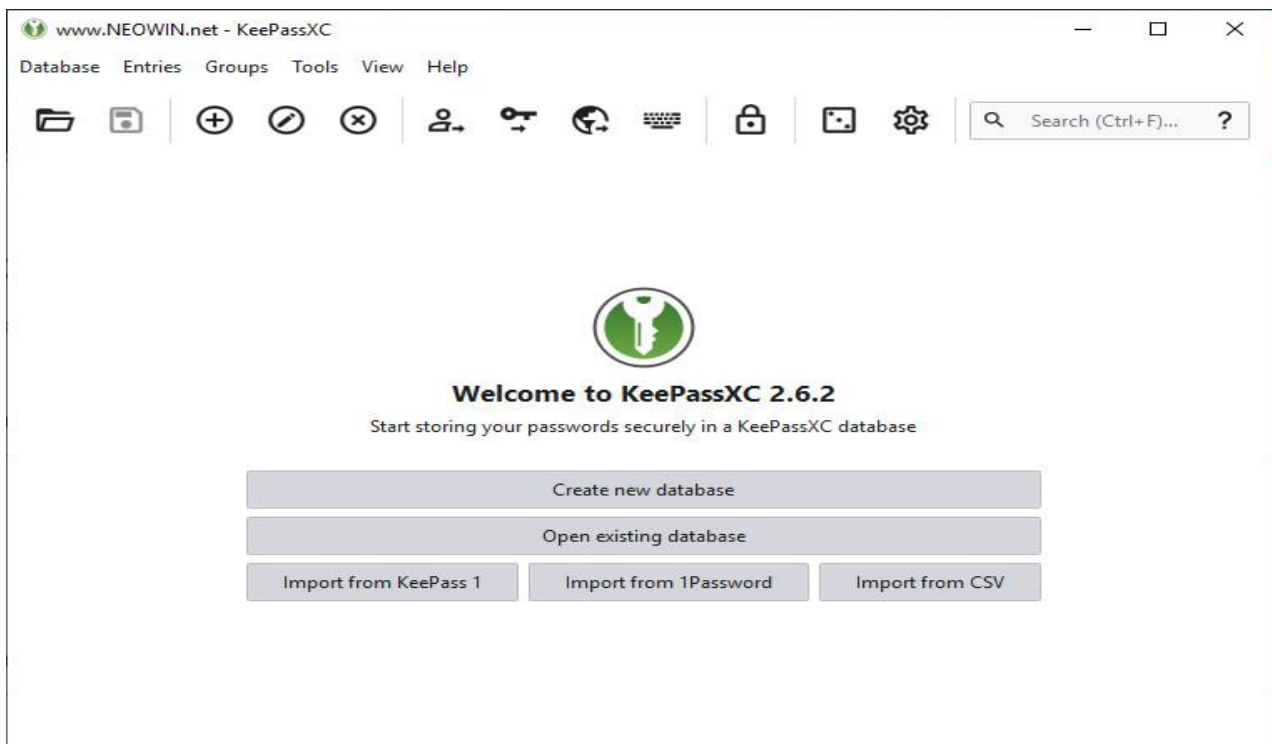 www.NEOWIN.net - KeePassXC
Database Entries Groups Tools View Help
Search (Ctrl+F)... ?
Welcome to KeePassXC 2.6.2
Start storing your passwords securely in a KeePassXC database
Create new database
Open existing database
Import from KeePass 1 Import from 1Password Import from CSV